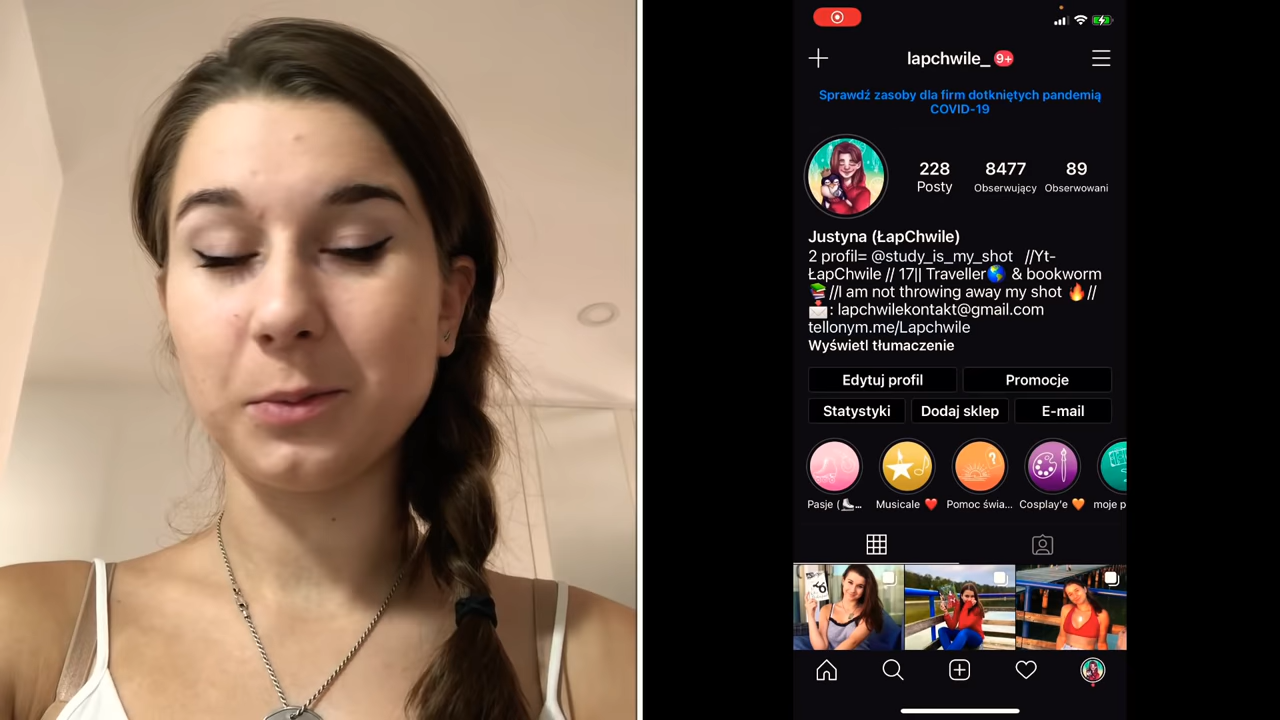 lapchwile_ 9+
Sprawdź zasoby dla firm dotkniętych pandemią
COVID-19
228 8477 89
Posty Obserwujący Obserwowani
Justyna (ŁapChwile)
2 profil= @study_is_my_shot //Yt-
ŁapChwile // 17|| Traveller🌎 & bookworm
📚//I am not throwing away my shot 🔥//
📩: lapchwilekontakt@gmail.com
tellonym.me/Lapchwile
Wyświetl tłumaczenie
Edytuj profil Promocje
Statystyki Dodaj sklep E-mail
Pasje (⛸️... Musicale ❤️ Pomoc świa... Cosplay'e 🧡 moje p